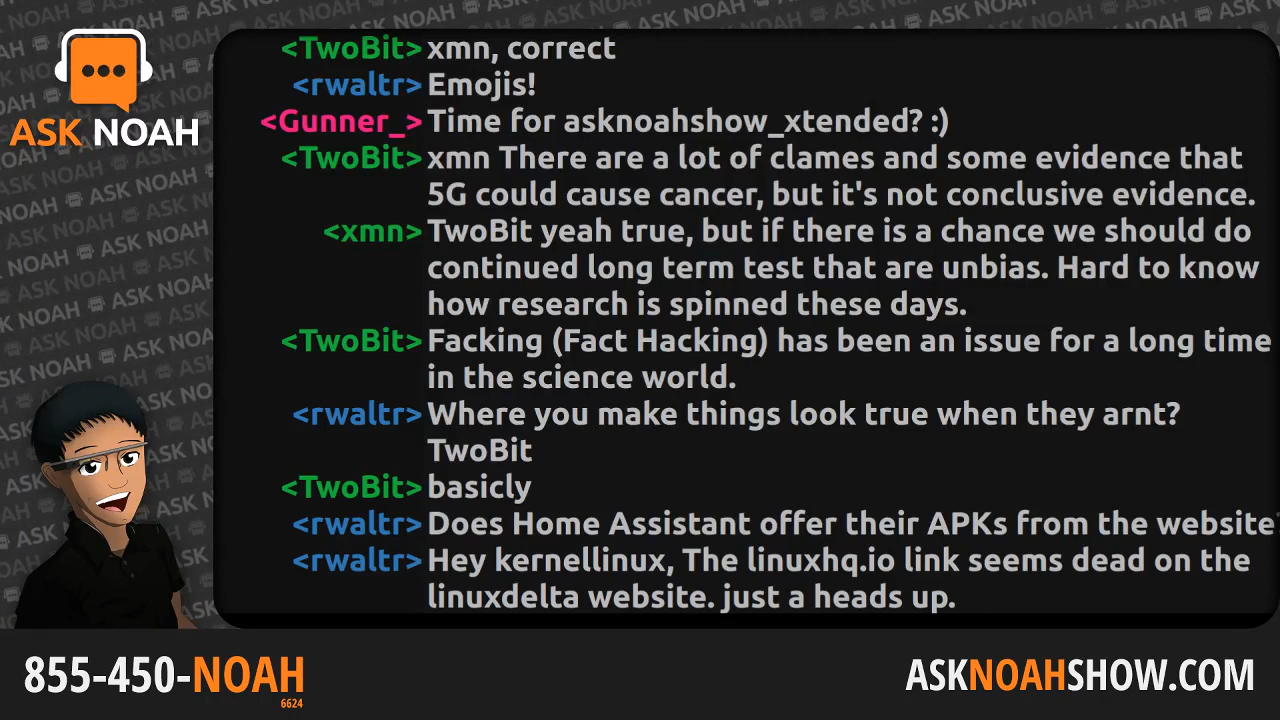 ASK NOAH
<TwoBit> xmn, correct
<rwaltr> Emojis!
<Gunner_> Time for asknoahshow_xtended? :)
<TwoBit> xmn There are a lot of clames and some evidence that
5G could cause cancer, but it's not conclusive evidence.
<xmn> TwoBit yeah true, but if there is a chance we should do
continued long term test that are unbias. Hard to know
how research is spinned these days.
<TwoBit> Facking (Fact Hacking) has been an issue for a long time
in the science world.
<rwaltr> Where you make things look true when they arnt?
TwoBit
<TwoBit> basicly
<rwaltr> Does Home Assistant offer their APKs from the website
<rwaltr> Hey kernellinux, The linuxhq.io link seems dead on the
linuxdelta website. just a heads up.
855-450-NOAH
6624
ASKNOAHSHOW.COM